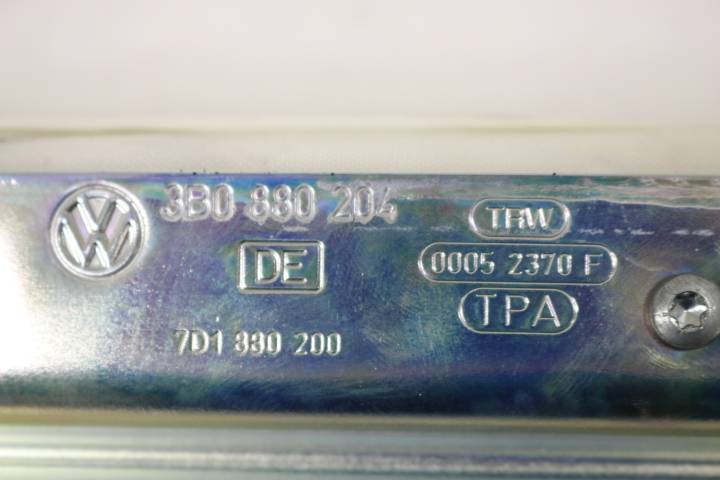 3B0 880 204
TRW
DE
0005 2370 F
TPA
7D1 880 200